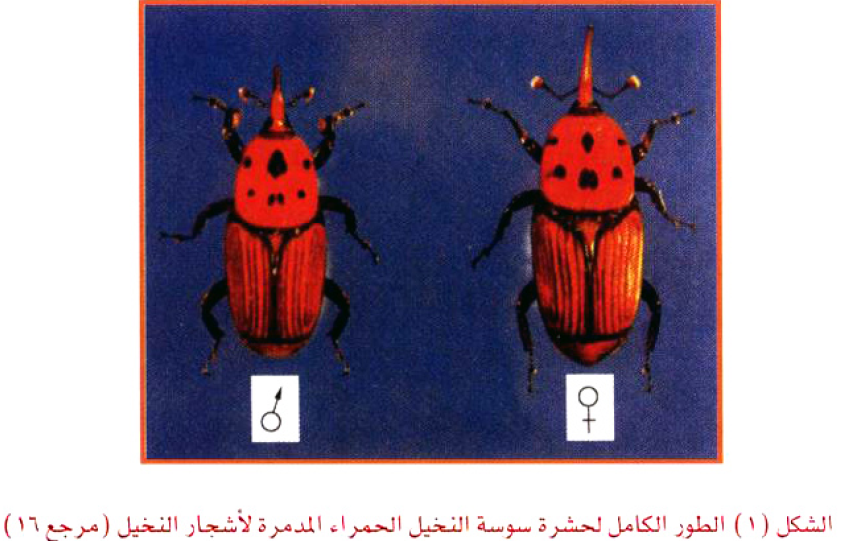 ♂
♀
الشكل (١) الطور الكامل لحشرة سوسة النخيل الحمراء المدمرة لأشجار النخيل (مرجع ١٦)